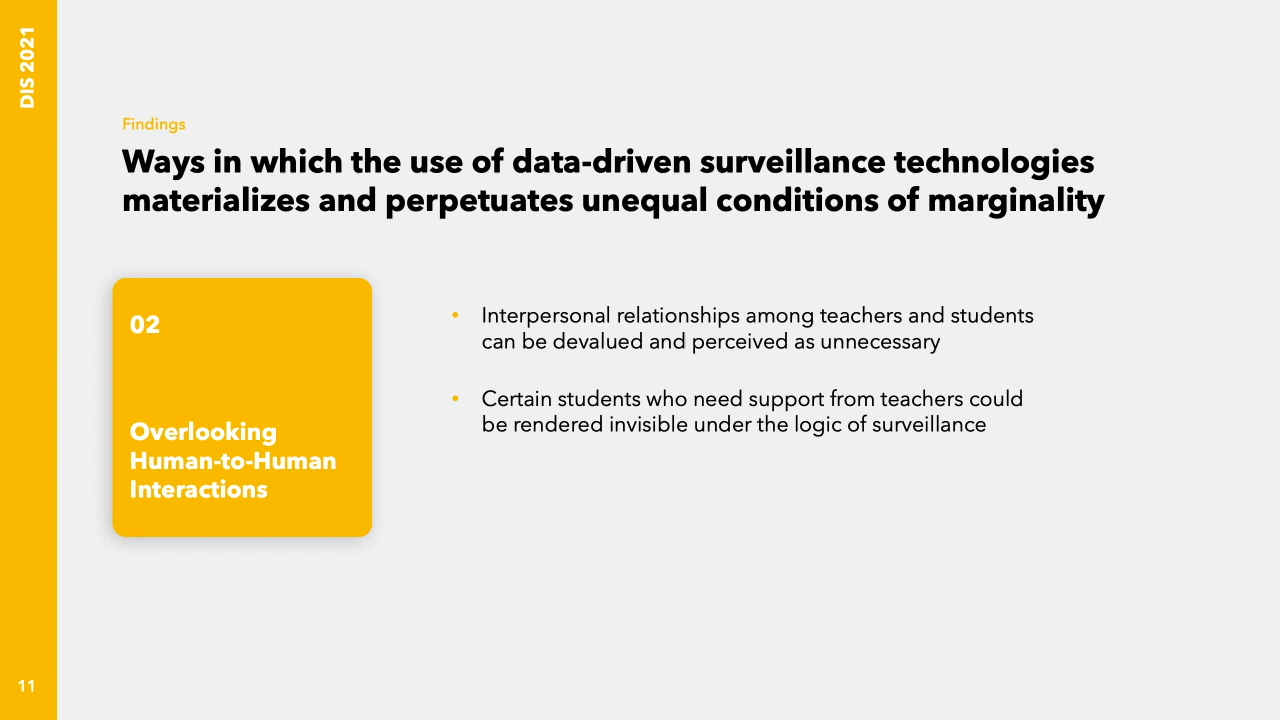 DIS 2021
Findings
Ways in which the use of data-driven surveillance technologies
materializes and perpetuates unequal conditions of marginality
02
Overlooking
Human-to-Human
Interactions
• Interpersonal relationships among teachers and students
can be devalued and perceived as unnecessary
• Certain students who need support from teachers could
be rendered invisible under the logic of surveillance
11